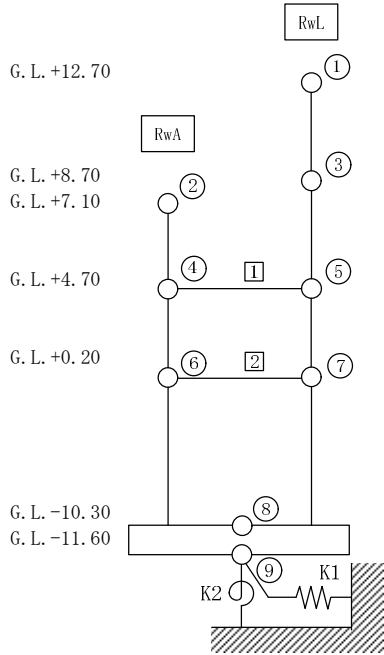 RwL
G.L.+12.70
①
RwA
③
G.L.+8.70
②
G.L.+7.10
④
1
⑤
G.L.+4.70
G.L.+0.20
⑥
2
⑦
G.L.-10.30
⑧
G.L.-11.60
⑨
K1
K2